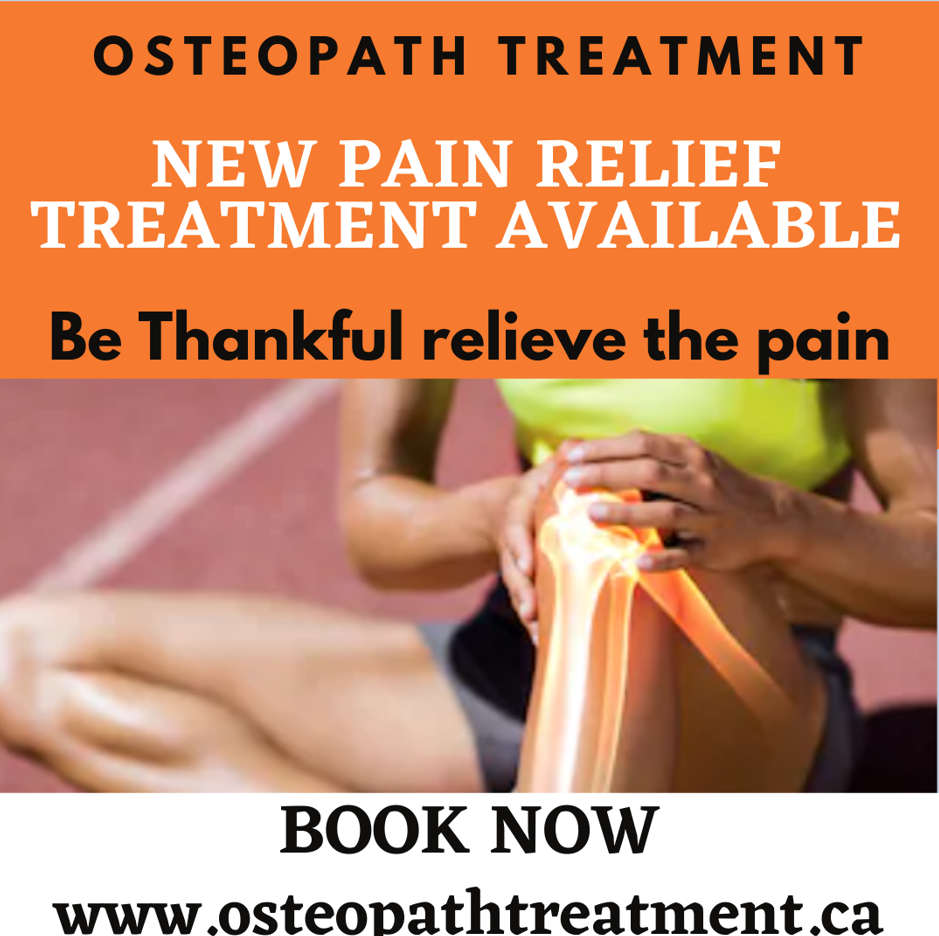 OSTEOPATH TREATMENT
NEW PAIN RELIEF
TREATMENT AVAILABLE
Be Thankful relieve the pain
BOOK NOW
www.osteopathtreatment.ca